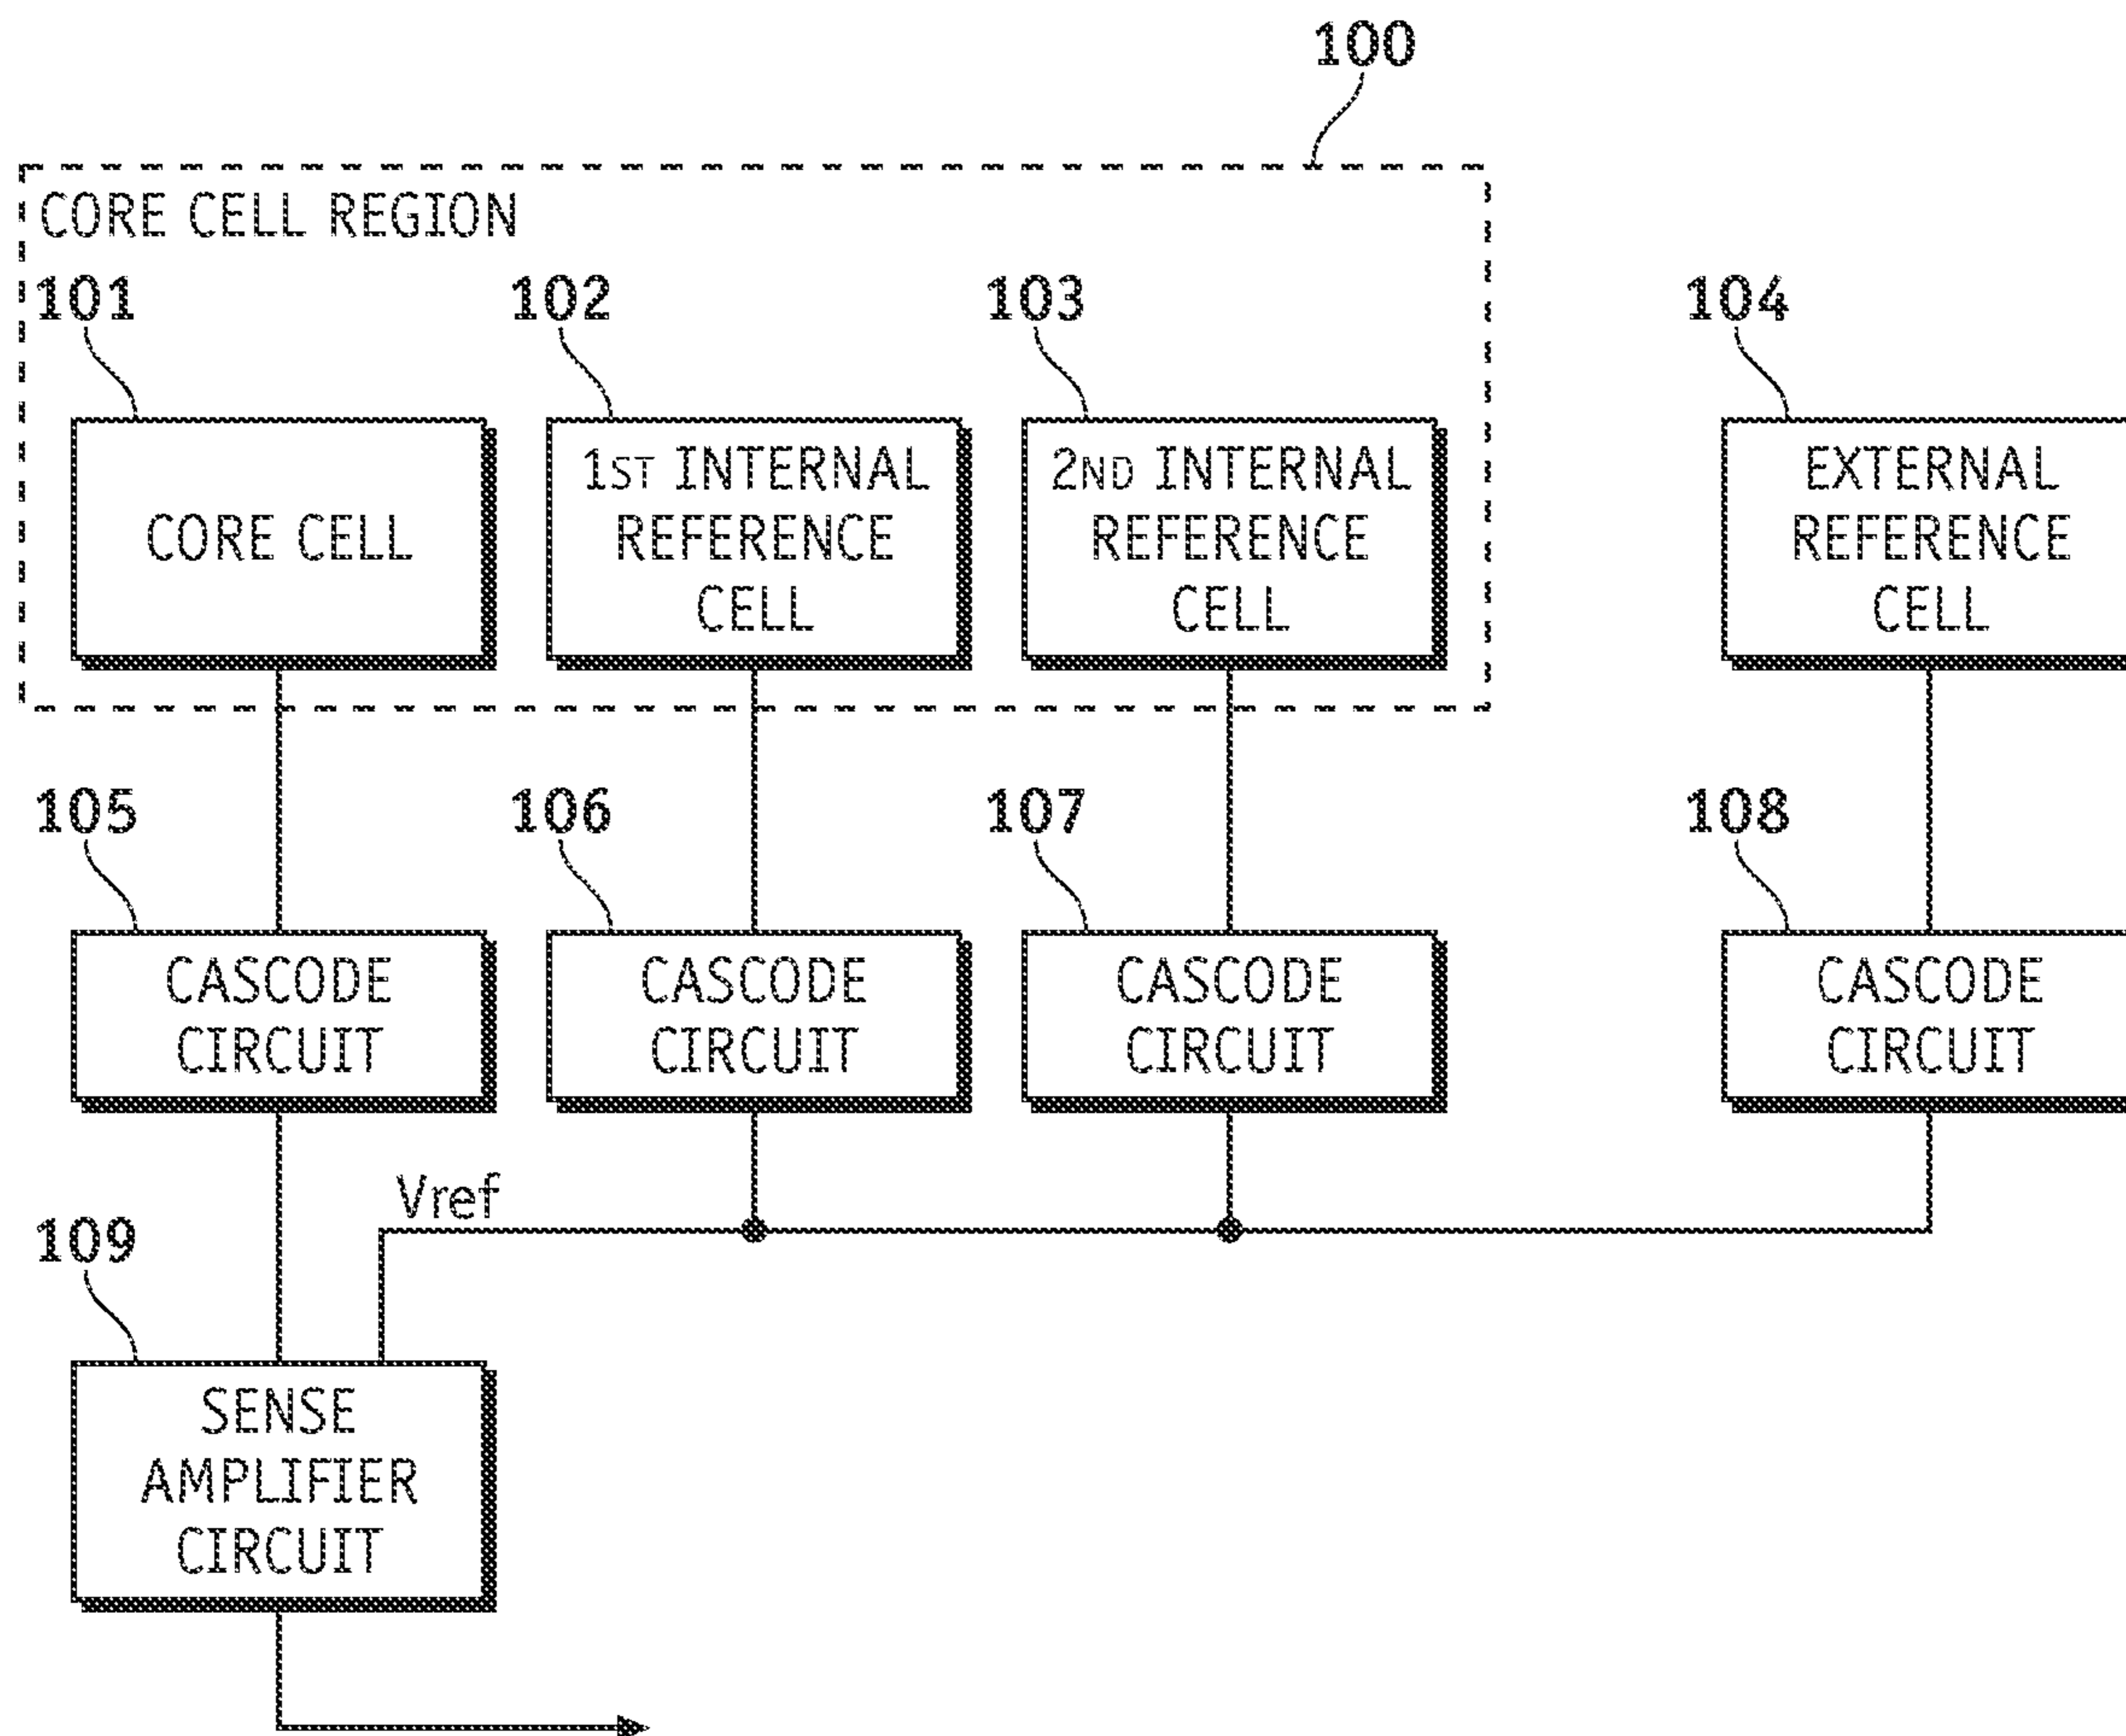 100
CORE CELL REGION
101
102
103
104
CORE CELL
1ST INTERNAL
REFERENCE
CELL
2ND INTERNAL
REFERENCE
CELL
EXTERNAL
REFERENCE
CELL
105
106
107
108
CASCODE
CIRCUIT
CASCODE
CIRCUIT
CASCODE
CIRCUIT
CASCODE
CIRCUIT
Vref
109
SENSE
AMPLIFIER
CIRCUIT